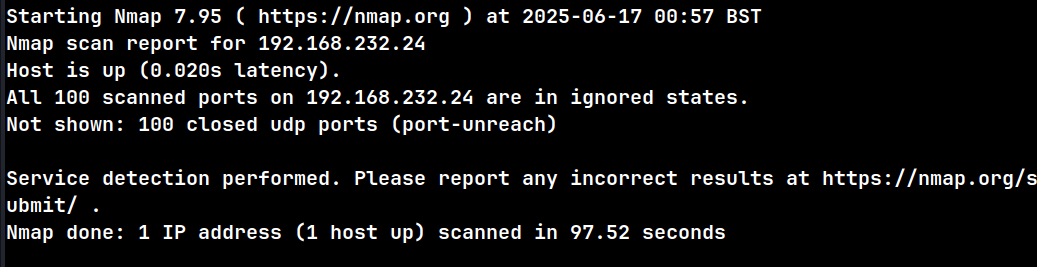 Starting Nmap 7.95 ( https://nmap.org ) at 2025-06-17 00:57 BST
Nmap scan report for 192.168.232.24
Host is up (0.020s latency).
All 100 scanned ports on 192.168.232.24 are in ignored states.
Not shown: 100 closed udp ports (port-unreach)
Service detection performed. Please report any incorrect results at https://nmap.org/s
ubmit/ .
Nmap done: 1 IP address (1 host up) scanned in 97.52 seconds